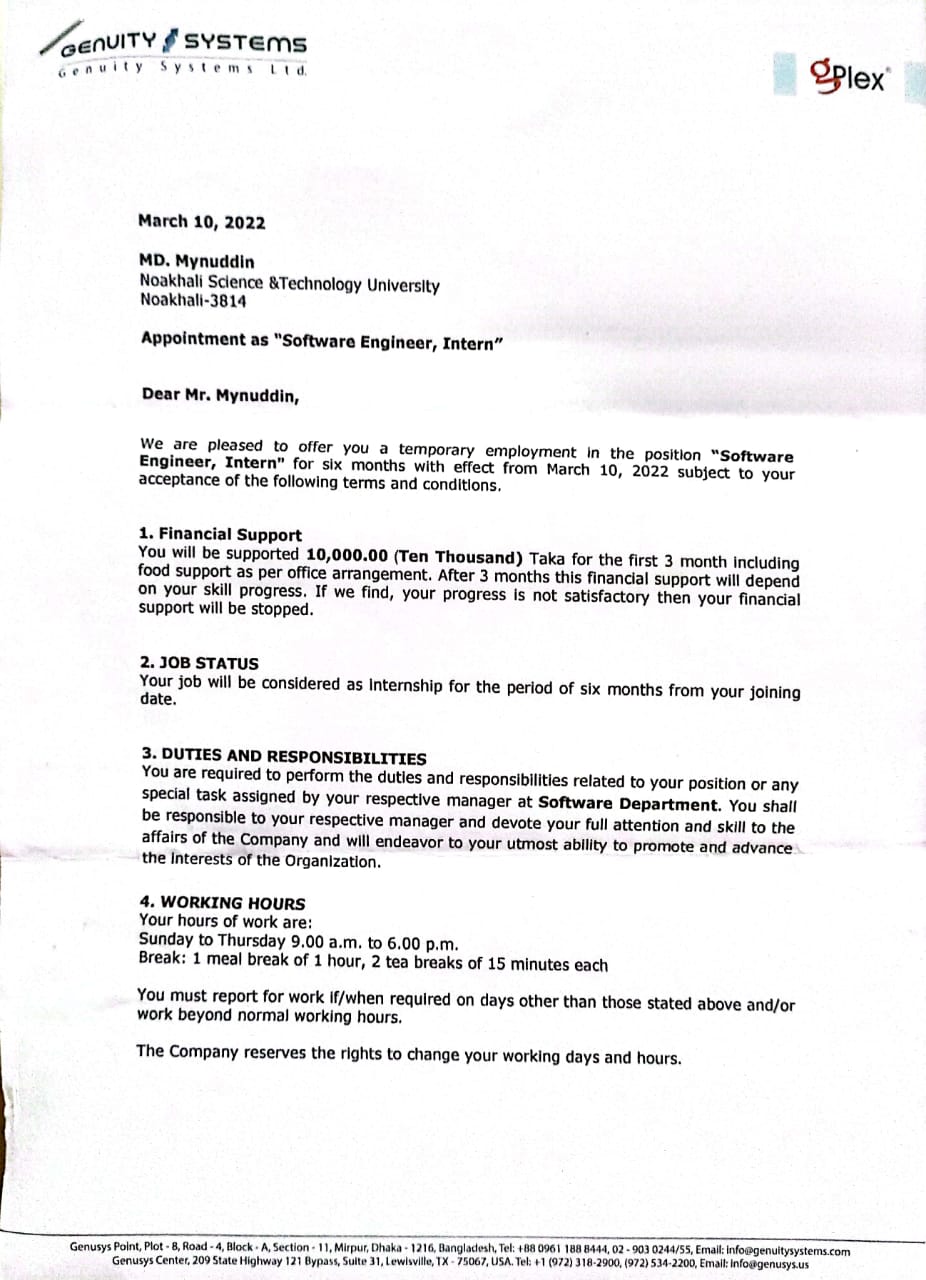 GENUITY SYSTEMS
Genuity Systems Ltd.
gPlex®
March 10, 2022
MD. Mynuddin
Noakhali Science &Technology University
Noakhali-3814
Appointment as "Software Engineer, Intern"
Dear Mr. Mynuddin,
We are pleased to offer you a temporary employment in the position "Software
Engineer, Intern" for six months with effect from March 10, 2022 subject to your
acceptance of the following terms and conditions.
1. Financial Support
You will be supported 10,000.00 (Ten Thousand) Taka for the first 3 month including
food support as per office arrangement. After 3 months this financial support will depend
on your skill progress. If we find, your progress is not satisfactory then your financial
support will be stopped.
2. JOB STATUS
Your job will be considered as Internship for the period of six months from your joining
date.
3. DUTIES AND RESPONSIBILITIES
You are required to perform the duties and responsibilities related to your position or any
special task assigned by your respective manager at Software Department. You shall
be responsible to your respective manager and devote your full attention and skill to the
affairs of the Company and will endeavor to your utmost ability to promote and advance
the Interests of the Organization.
4. WORKING HOURS
Your hours of work are:
Sunday to Thursday 9.00 a.m. to 6.00 p.m.
Break: 1 meal break of 1 hour, 2 tea breaks of 15 minutes each
You must report for work if/when required on days other than those stated above and/or
work beyond normal working hours.
The Company reserves the rights to change your working days and hours.
Genusys Point, Plot - 8, Road - 4, Block - A, Section - 11, Mirpur, Dhaka - 1216, Bangladesh, Tel: +88 0961 188 8444, 02 - 903 0244/55, Email: info@genuitysystems.com
Genusys Center, 209 State Highway 121 Bypass, Suite 31, Lewisville, TX - 75067, USA. Tel: +1 (972) 318-2900, (972) 534-2200, Email: Info@genusys.us